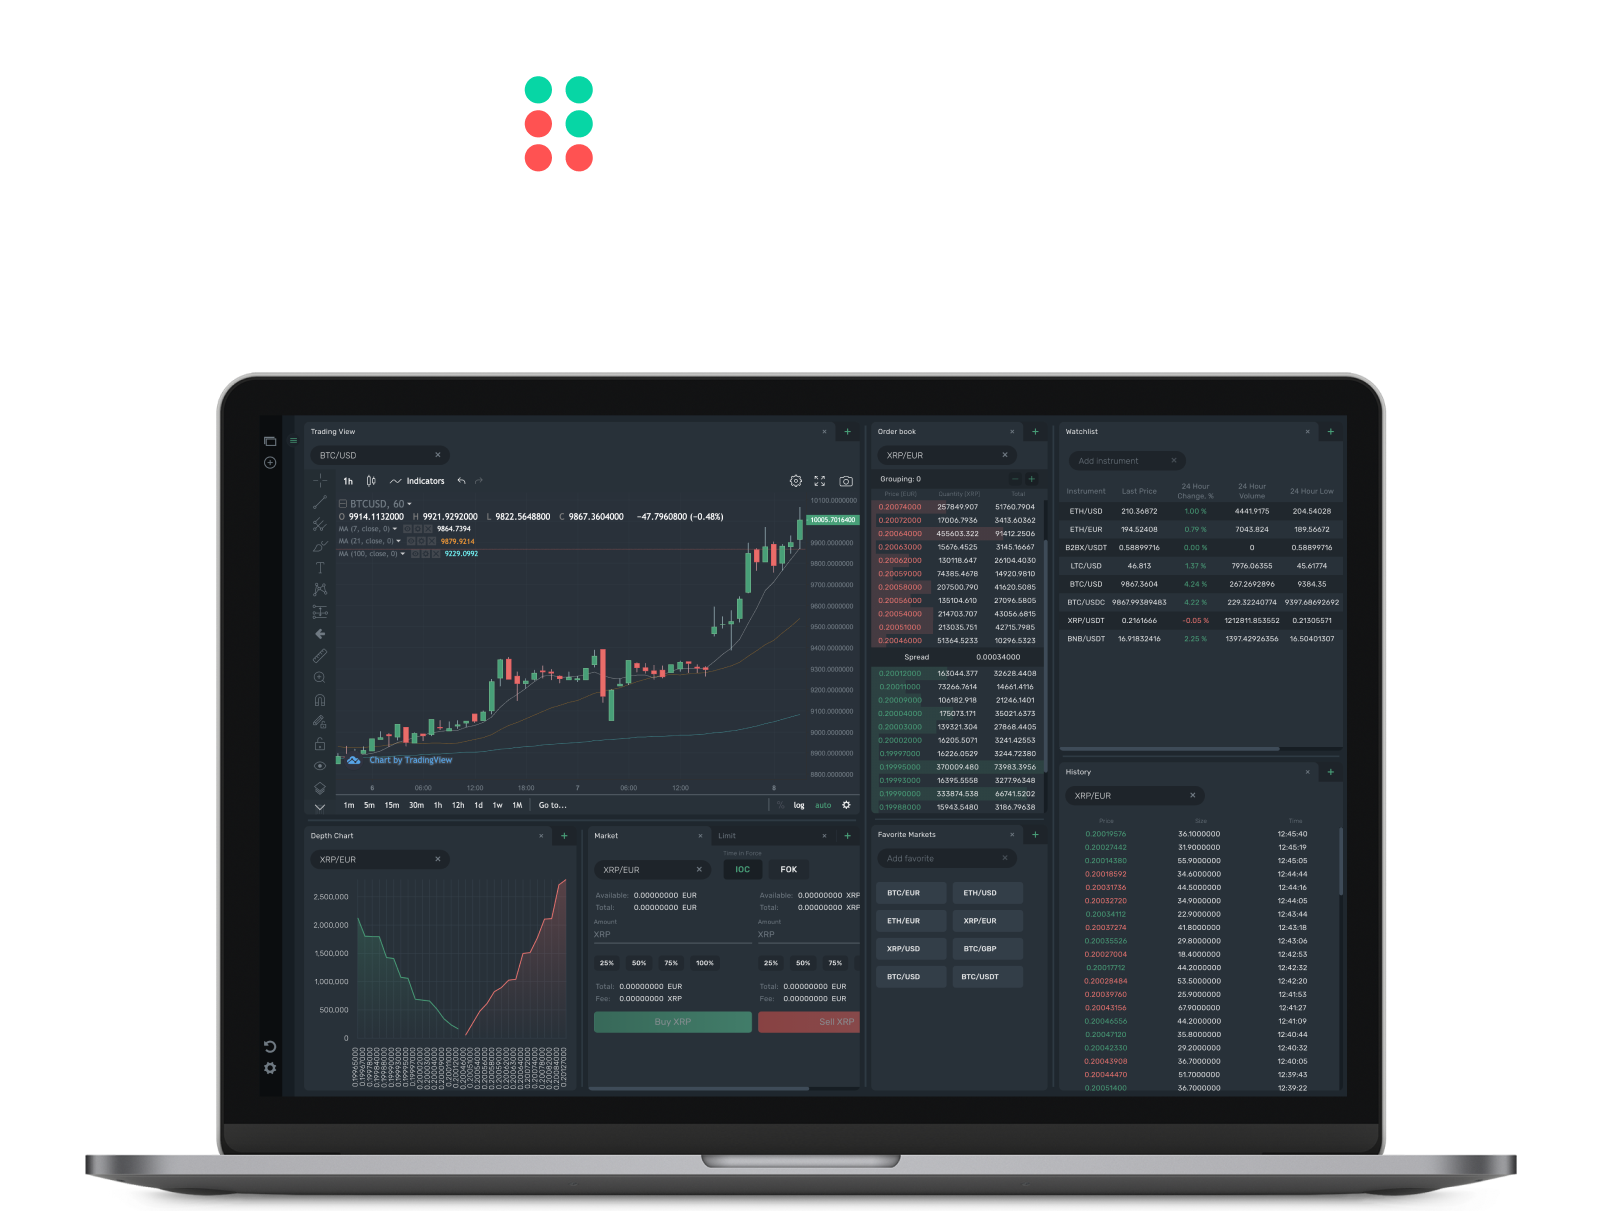 Trading View
BTC/USD
1h Indicators
BTCUSD, 60
O 9914.1132000 H 9921.9292000 L 9822.5648800 C 9867.3604000 −47.7960800 (−0.48%)
MA (7, close, 0) 9864.7394
MA (21, close, 0) 9879.9214
MA (100, close, 0) 9229.0992
10100.0000000
10005.7016400
9900.0000000
9800.0000000
9700.0000000
9600.0000000
9500.0000000
9400.0000000
9300.0000000
9200.0000000
9100.0000000
9000.0000000
8900.0000000
8800.0000000
Chart by TradingView
6 06:00 12:00 18:00 7 06:00 12:00 8
1m 5m 15m 30m 1h 12h 1d 1w 1M Go to... % log auto
Order book
XRP/EUR
Grouping: 0
Price (EUR) Quantity (XRP) Total
0.20074000 257849.907 51760.7904
0.20072000 17006.7936 3413.60362
0.20064000 455603.322 91412.2506
0.20063000 15676.4525 3145.16667
0.20062000 130118.647 26104.4030
0.20059000 74385.4678 14920.9810
0.20058000 207500.790 41620.5085
0.20056000 135104.610 27096.5805
0.20054000 214703.707 43056.6815
0.20051000 213035.751 42715.7985
0.20046000 51364.5233 10296.5323
Spread 0.00034000
0.20012000 163044.377 32628.4408
0.20011000 73266.7614 14661.4116
0.20009000 106182.918 21246.1401
0.20004000 175073.171 35021.6373
0.20003000 139321.304 27868.4405
0.20002000 16205.5071 3241.42553
0.19997000 16226.0529 3244.72380
0.19995000 370009.480 73983.3956
0.19993000 16395.5558 3277.96348
0.19990000 333874.538 66741.5202
0.19988000 15943.5480 3186.79638
Watchlist
Add instrument
Instrument Last Price 24 Hour Change, % 24 Hour Volume 24 Hour Low
ETH/USD 210.36872 1.00 % 4441.9175 204.54028
ETH/EUR 194.52408 0.79 % 7043.824 189.56672
B2BX/USDT 0.58899716 0.00 % 0 0.58899716
LTC/USD 46.813 1.37 % 7976.06355 45.61774
BTC/USD 9867.3604 4.24 % 267.2692896 9384.35
BTC/USDC 9867.99389483 4.22 % 229.32240774 9397.68692692
XRP/USDT 0.2161666 -0.05 % 1212811.853552 0.21305571
BNB/USDT 16.91832416 2.25 % 1397.42926356 16.50401307
Depth Chart
XRP/EUR
2,500,000
2,000,000
1,500,000
1,000,000
500,000
0
Market Limit
Time in Force
XRP/EUR IOC FOK
Available: 0.00000000 EUR Available: 0.00000000 XRP
Total: 0.00000000 EUR Total: 0.00000000 XRP
Amount Amount
XRP XRP
25% 50% 75% 100% 25% 50% 75%
Total: 0.00000000 EUR Total: 0.00000000 EUR
Fee: 0.00000000 XRP Fee: 0.00000000 EUR
Buy XRP Sell XRP
Favorite Markets
Add favorite
BTC/EUR ETH/USD
ETH/EUR XRP/EUR
XRP/USD BTC/GBP
BTC/USD BTC/USDT
History
XRP/EUR
Price Size Time
0.20019576 36.1000000 12:45:40
0.20027442 31.9000000 12:45:19
0.20014380 55.9000000 12:45:05
0.20018592 34.6000000 12:44:44
0.20031736 44.5000000 12:44:16
0.20032720 34.9000000 12:44:05
0.20034112 22.9000000 12:43:44
0.20037274 41.8000000 12:43:18
0.20035526 29.8000000 12:43:06
0.20027004 18.4000000 12:42:53
0.20017712 44.2000000 12:42:32
0.20028484 53.5000000 12:42:20
0.20039760 25.9000000 12:41:53
0.20043156 67.9000000 12:41:27
0.20046556 44.2000000 12:41:09
0.20047120 35.8000000 12:40:44
0.20042330 29.2000000 12:40:32
0.20043908 36.7000000 12:40:05
0.20044470 51.7000000 12:39:43
0.20051400 36.7000000 12:39:22